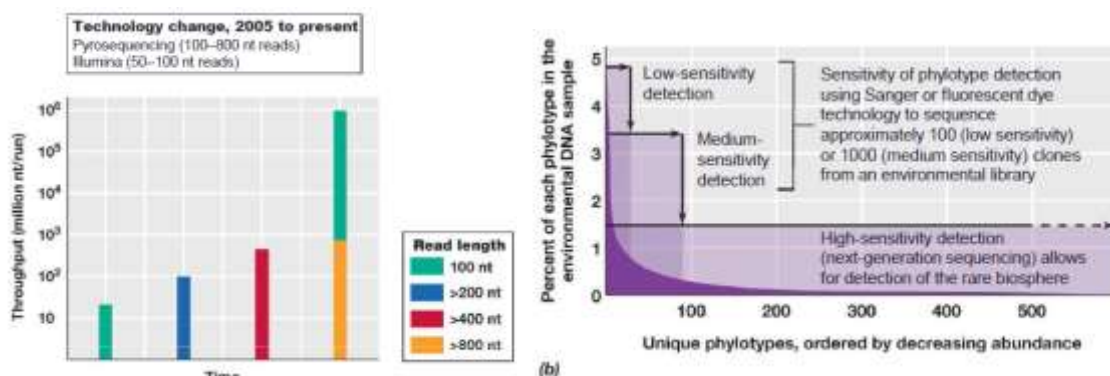 Technology change, 2005 to present
Pyrosequencing (100–800 nt reads)
Illumina (50–100 nt reads)
Throughput (million nt/run)
10⁶
10⁵
10⁴
10³
10²
10
Time
Read length
100 nt
>200 nt
>400 nt
>800 nt
Percent of each phylotype in the
environmental DNA sample
5
4
3
2
1
0
Low-sensitivity
detection
Medium-
sensitivity
detection
Sensitivity of phylotype detection
using Sanger or fluorescent dye
technology to sequence
approximately 100 (low sensitivity)
or 1000 (medium sensitivity) clones
from an environmental library
High-sensitivity detection
(next-generation sequencing) allows
for detection of the rare biosphere
100
200
300
400
500
Unique phylotypes, ordered by decreasing abundance
(b)